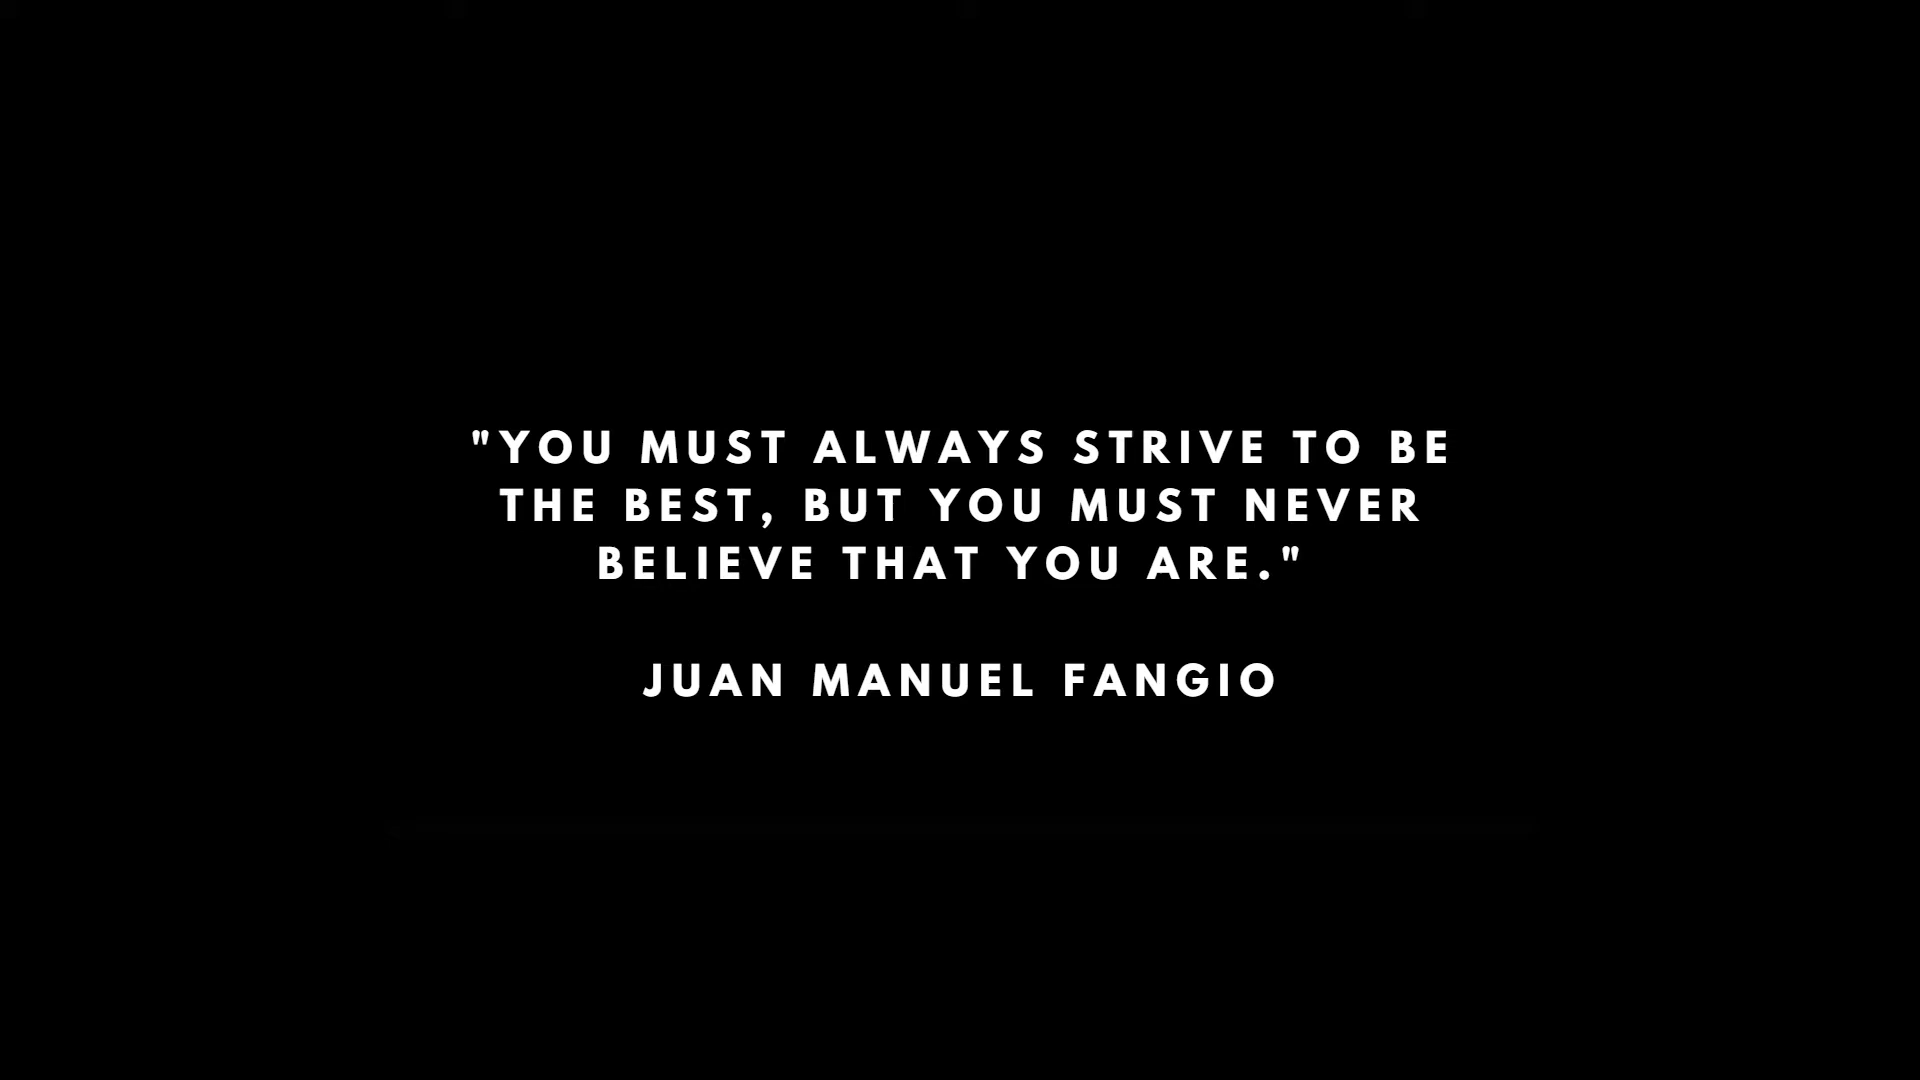 "YOU MUST ALWAYS STRIVE TO BE
THE BEST, BUT YOU MUST NEVER
BELIEVE THAT YOU ARE."
JUAN MANUEL FANGIO